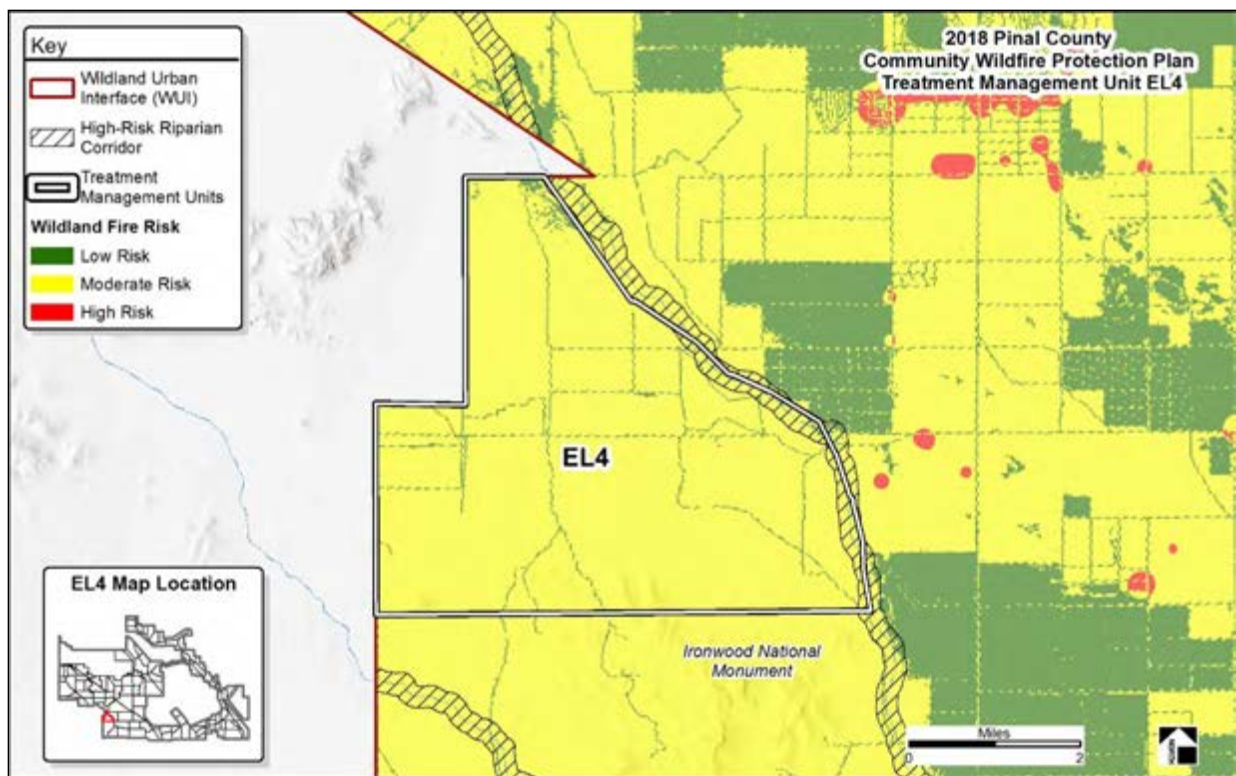 Key
Wildland Urban
Interface (WUI)
High-Risk Riparian
Corridor
Treatment
Management Units
Wildland Fire Risk
Low Risk
Moderate Risk
High Risk
2018 Pinal County
Community Wildfire Protection Plan
Treatment Management Unit EL4
EL4
EL4 Map Location
Ironwood National
Monument
Miles
0 2